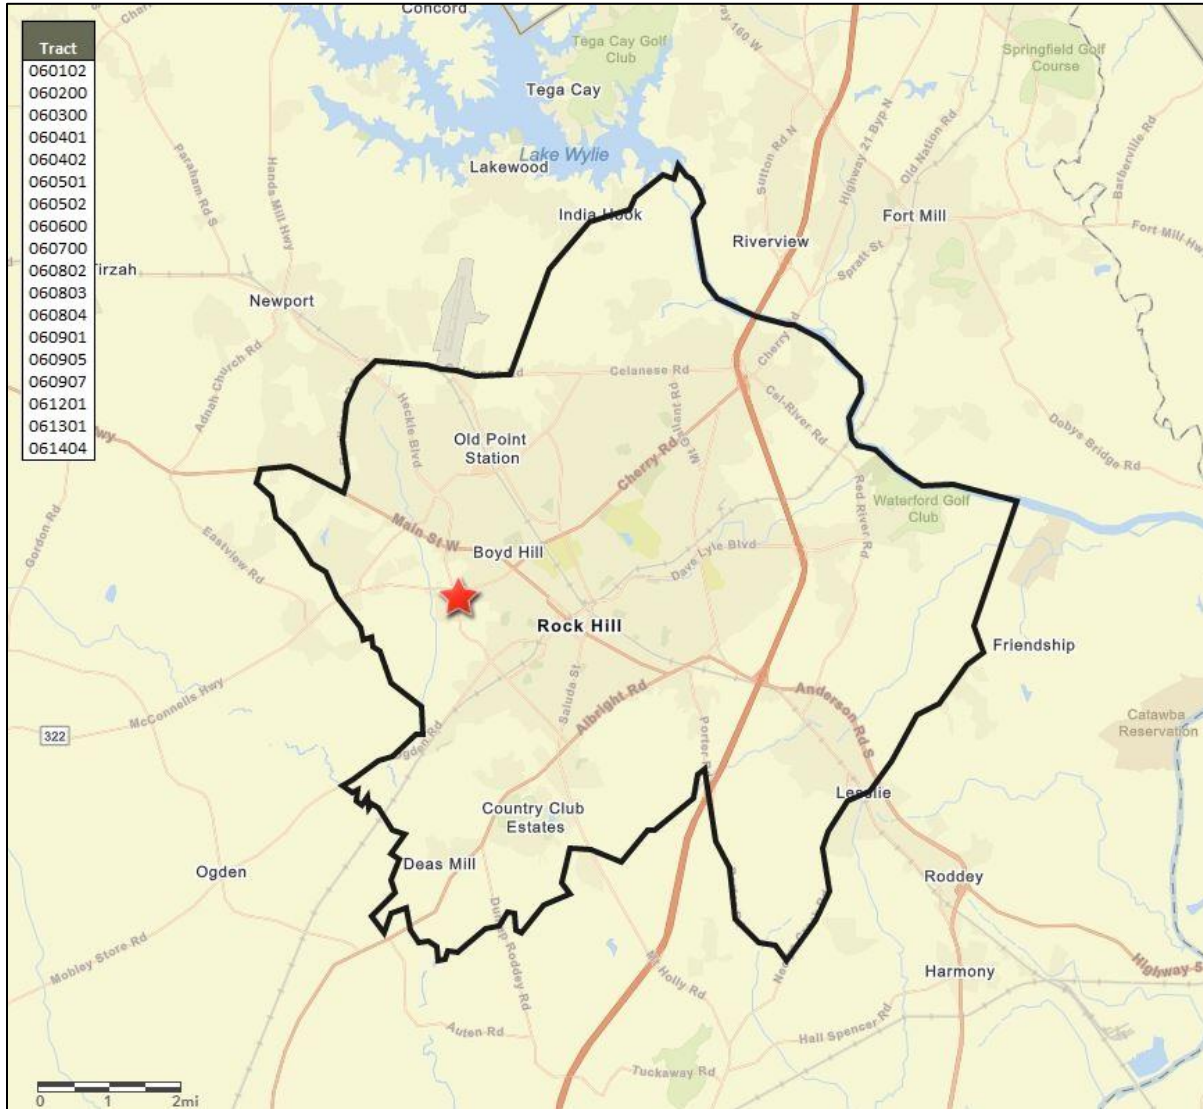 Tract
060102
060200
060300
060401
060402
060501
060502
060600
060700
060802
060803
060804
060901
060905
060907
061201
061301
061404
Concord
Tega Cay Golf
Club
Tega Cay
Lake Wylie
Lakewood
India Hook
Springfield Golf
Course
Sutton Rd N
Highway 21 Byp N
Old Nation Rd
Barberville Rd
Fort Mill
Spratt St
Riverview
Paraham Rd S
Hands Mill Hwy
Tirzah
Newport
Adnah Church Rd
Heckle Blvd
Celanese Rd
Cherry Rd
Cel-River Rd
Mt Gallant Rd
Old Point
Station
Cherry Rd
Dobys Bridge Rd
Red River Rd
Waterford Golf
Club
Gordon Rd
Eastview Rd
Main St W
Boyd Hill
Dave Lyle Blvd
Rock Hill
Friendship
McConnells Hwy
322
Saluda St
Albright Rd
Anderson Rd S
Catawba
Reservation
Ogden Rd
Lesslie
Country Club
Estates
Deas Mill
Ogden
Roddey
Dunlap Roddey Rd
Mobley Store Rd
Mt Holly Rd
Harmony
Auten Rd
Hall Spencer Rd
Tuckaway Rd
0 1 2mi